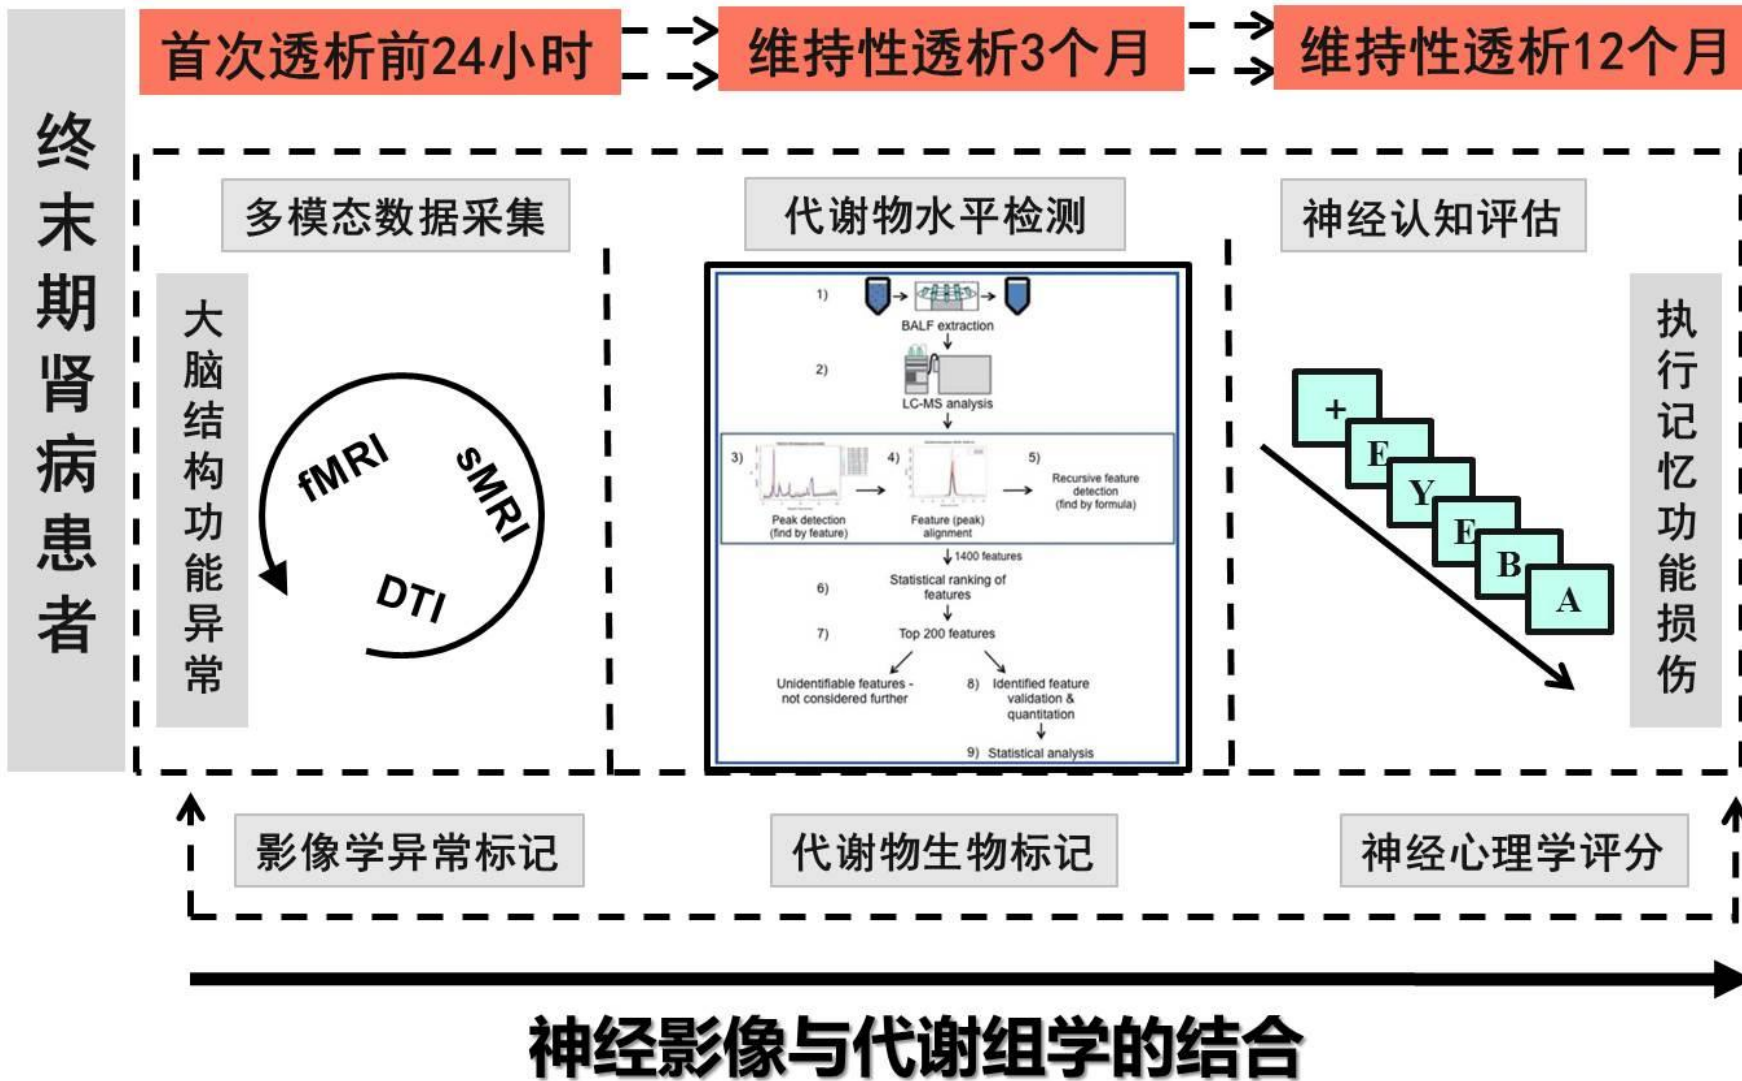 终末期肾病患者
首次透析前24小时
维持性透析3个月
维持性透析12个月
多模态数据采集
代谢物水平检测
神经认知评估
大脑结构功能异常
fMRI
sMRI
DTI
1)
BALF extraction
2)
LC-MS analysis
3)
4)
5)
Peak detection
(find by feature)
Feature (peak)
alignment
Recursive feature
detection
(find by formula)
1400 features
6)
Statistical ranking of
features
7)
Top 200 features
Unidentifiable features -
not considered further
8)
Identified feature
validation &
quantitation
9)
Statistical analysis
+
E
Y
E
B
A
执行记忆功能损伤
影像学异常标记
代谢物生物标记
神经心理学评分
神经影像与代谢组学的结合